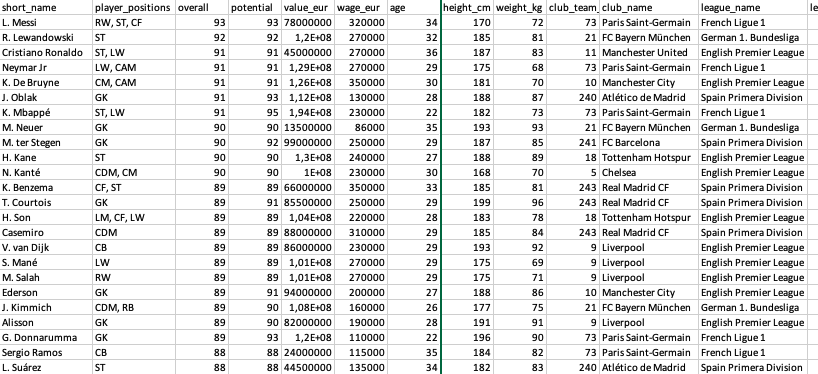 short_name player_positions overall potential value_eur wage_eur age height_cm weight_kg club_team_ club_name league_name le
L. Messi RW, ST, CF 93 93 78000000 320000 34 170 72 73 Paris Saint-Germain French Ligue 1
R. Lewandowski ST 92 92 1,2E+08 270000 32 185 81 21 FC Bayern München German 1. Bundesliga
Cristiano Ronaldo ST, LW 91 91 45000000 270000 36 187 83 11 Manchester United English Premier League
Neymar Jr LW, CAM 91 91 1,29E+08 270000 29 175 68 73 Paris Saint-Germain French Ligue 1
K. De Bruyne CM, CAM 91 91 1,26E+08 350000 30 181 70 10 Manchester City English Premier League
J. Oblak GK 91 93 1,12E+08 130000 28 188 87 240 Atlético de Madrid Spain Primera Division
K. Mbappé ST, LW 91 95 1,94E+08 230000 22 182 73 73 Paris Saint-Germain French Ligue 1
M. Neuer GK 90 90 13500000 86000 35 193 93 21 FC Bayern München German 1. Bundesliga
M. ter Stegen GK 90 92 99000000 250000 29 187 85 241 FC Barcelona Spain Primera Division
H. Kane ST 90 90 1,3E+08 240000 27 188 89 18 Tottenham Hotspur English Premier League
N. Kanté CDM, CM 90 90 1E+08 230000 30 168 70 5 Chelsea English Premier League
K. Benzema CF, ST 89 89 66000000 350000 33 185 81 243 Real Madrid CF Spain Primera Division
T. Courtois GK 89 91 85500000 250000 29 199 96 243 Real Madrid CF Spain Primera Division
H. Son LM, CF, LW 89 89 1,04E+08 220000 28 183 78 18 Tottenham Hotspur English Premier League
Casemiro CDM 89 89 88000000 310000 29 185 84 243 Real Madrid CF Spain Primera Division
V. van Dijk CB 89 89 86000000 230000 29 193 92 9 Liverpool English Premier League
S. Mané LW 89 89 1,01E+08 270000 29 175 69 9 Liverpool English Premier League
M. Salah RW 89 89 1,01E+08 270000 29 175 71 9 Liverpool English Premier League
Ederson GK 89 91 94000000 200000 27 188 86 10 Manchester City English Premier League
J. Kimmich CDM, RB 89 90 1,08E+08 160000 26 177 75 21 FC Bayern München German 1. Bundesliga
Alisson GK 89 90 82000000 190000 28 191 91 9 Liverpool English Premier League
G. Donnarumma GK 89 93 1,2E+08 110000 22 196 90 73 Paris Saint-Germain French Ligue 1
Sergio Ramos CB 88 88 24000000 115000 35 184 82 73 Paris Saint-Germain French Ligue 1
L. Suárez ST 88 88 44500000 135000 34 182 83 240 Atlético de Madrid Spain Primera Division